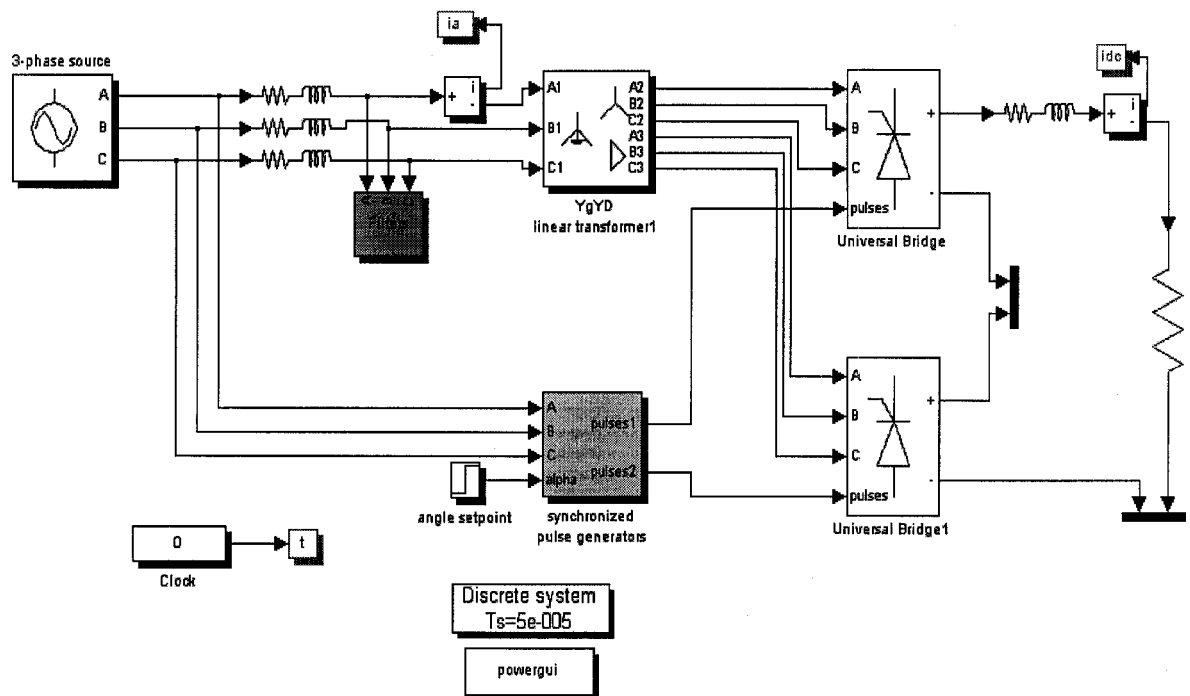 3-phase source
A
B
C
ia
+
i
-
A1
B1
C1
A2
B2
C2
A3
B3
C3
YgYD
linear transformer1
A
B
C
pulses
+
-
Universal Bridge
idc
+
i
-
A
B
C
alpha
pulses1
pulses2
angle setpoint
synchronized
pulse generators
A
B
C
pulses
+
-
Universal Bridge1
0
Clock
t
Discrete system
Ts=5e-005
powergui